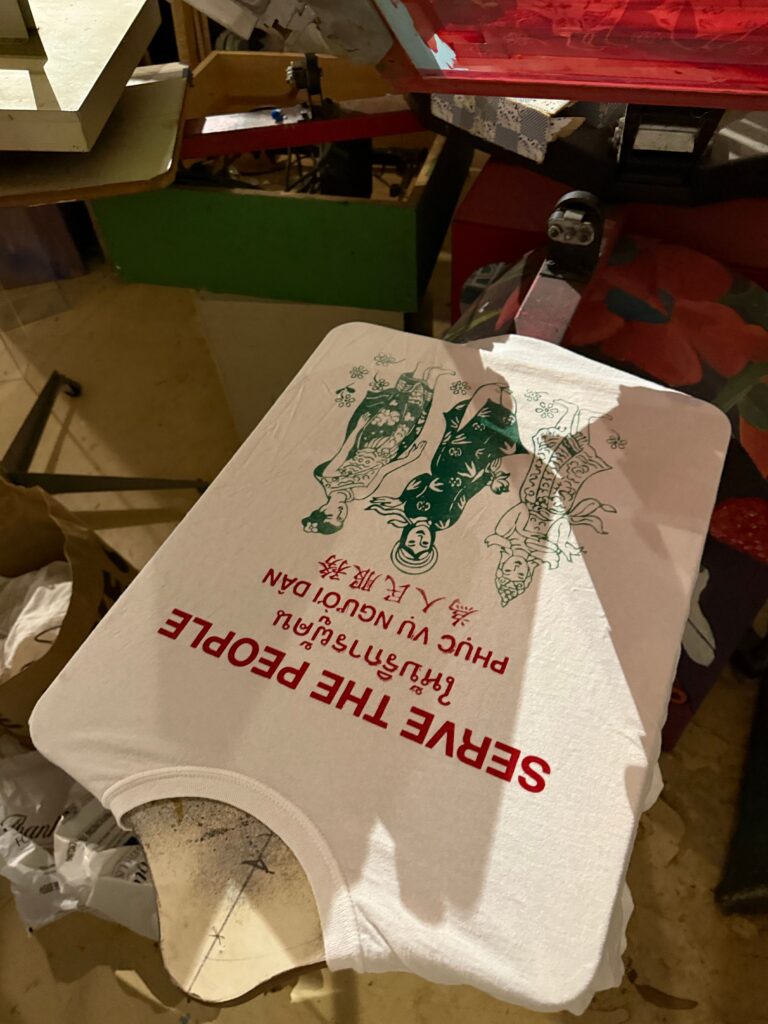 SERVE THE PEOPLE
ให้บริการผู้คน
PHỤC VỤ NGƯỜI DÂN
為人民服務